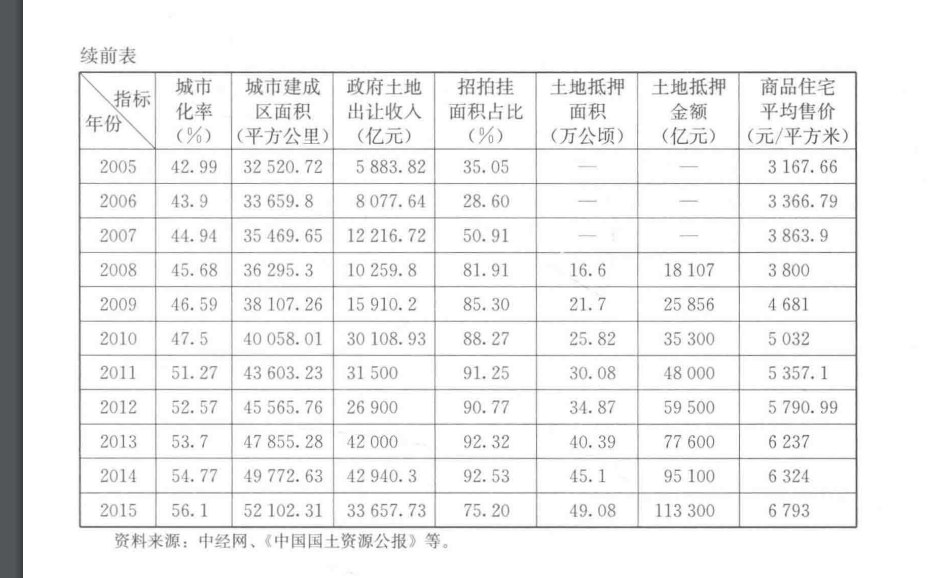 续前表
指标 年份 城市化率（%） 城市建成区面积（平方公里） 政府土地出让收入（亿元） 招拍挂面积占比（%） 土地抵押面积（万公顷） 土地抵押金额（亿元） 商品住宅平均售价（元/平方米）
2005 42.99 32 520.72 5 883.82 35.05 — — 3 167.66
2006 43.9 33 659.8 8 077.64 28.60 — — 3 366.79
2007 44.94 35 469.65 12 216.72 50.91 — — 3 863.9
2008 45.68 36 295.3 10 259.8 81.91 16.6 18 107 3 800
2009 46.59 38 107.26 15 910.2 85.30 21.7 25 856 4 681
2010 47.5 40 058.01 30 108.93 88.27 25.82 35 300 5 032
2011 51.27 43 603.23 31 500 91.25 30.08 48 000 5 357.1
2012 52.57 45 565.76 26 900 90.77 34.87 59 500 5 790.99
2013 53.7 47 855.28 42 000 92.32 40.39 77 600 6 237
2014 54.77 49 772.63 42 940.3 92.53 45.1 95 100 6 324
2015 56.1 52 102.31 33 657.73 75.20 49.08 113 300 6 793
资料来源：中经网、《中国国土资源公报》等。